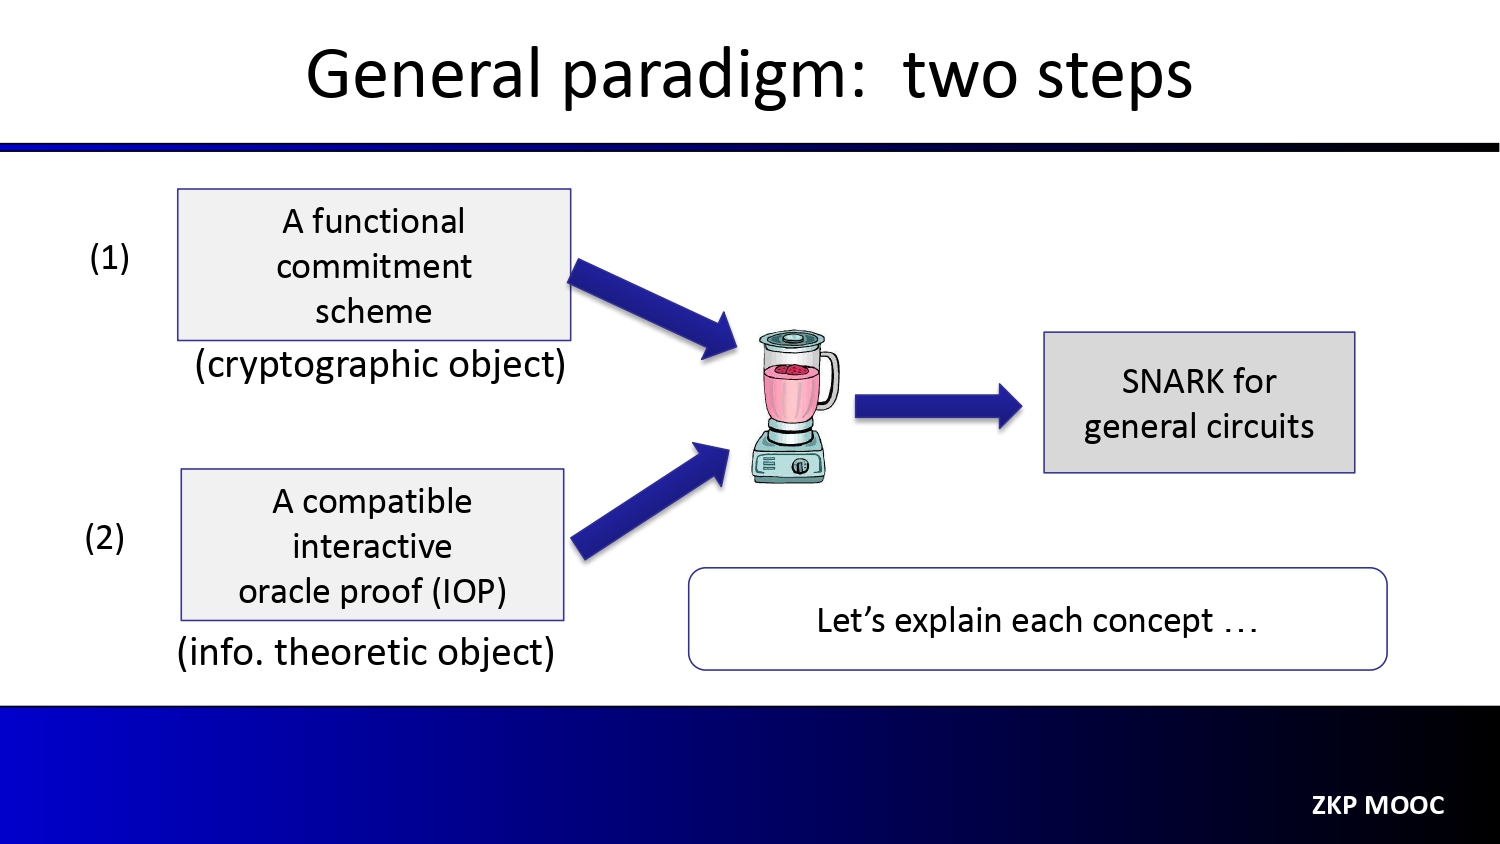 General paradigm:  two steps
(1)
A functional
commitment
scheme
(cryptographic object)
(2)
A compatible
interactive
oracle proof (IOP)
(info. theoretic object)
SNARK for
general circuits
Let’s explain each concept …
ZKP MOOC